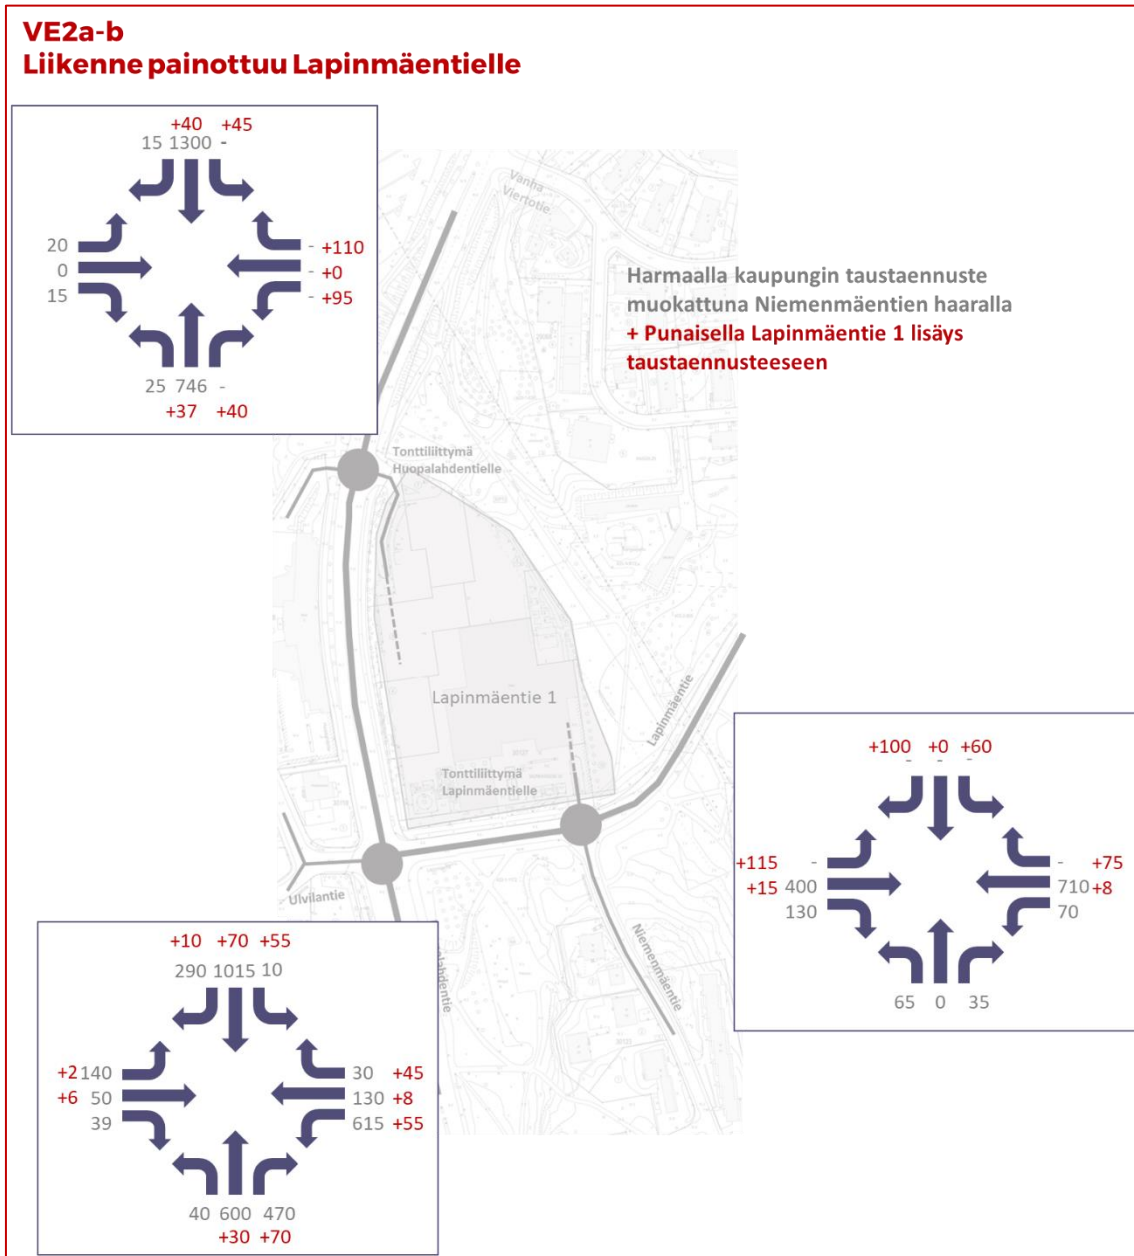 VE2a-b
Liikenne painottuu Lapinmäentielle
+40 +45
15 1300 -
20
0
15
- +110
- +0
- +95
25 746 -
+37 +40
Vanha
Viertotie
Harmaalla kaupungin taustaennuste
muokattuna Niemenmäentien haaralla
+ Punaisella Lapinmäentie 1 lisäys
taustaennusteeseen
Tonttiliittymä
Huopalahdentielle
Lapinmäentie 1
Lapinmäentie
Tonttiliittymä
Lapinmäentielle
Ulvilantie
Niemenmäentie
alahdentie
+100 +0 +60
- - -
+115 -
+15 400
130
- +75
710 +8
70
65 0 35
+10 +70 +55
290 1015 10
+2 140
+6 50
39
30 +45
130 +8
615 +55
40 600 470
+30 +70